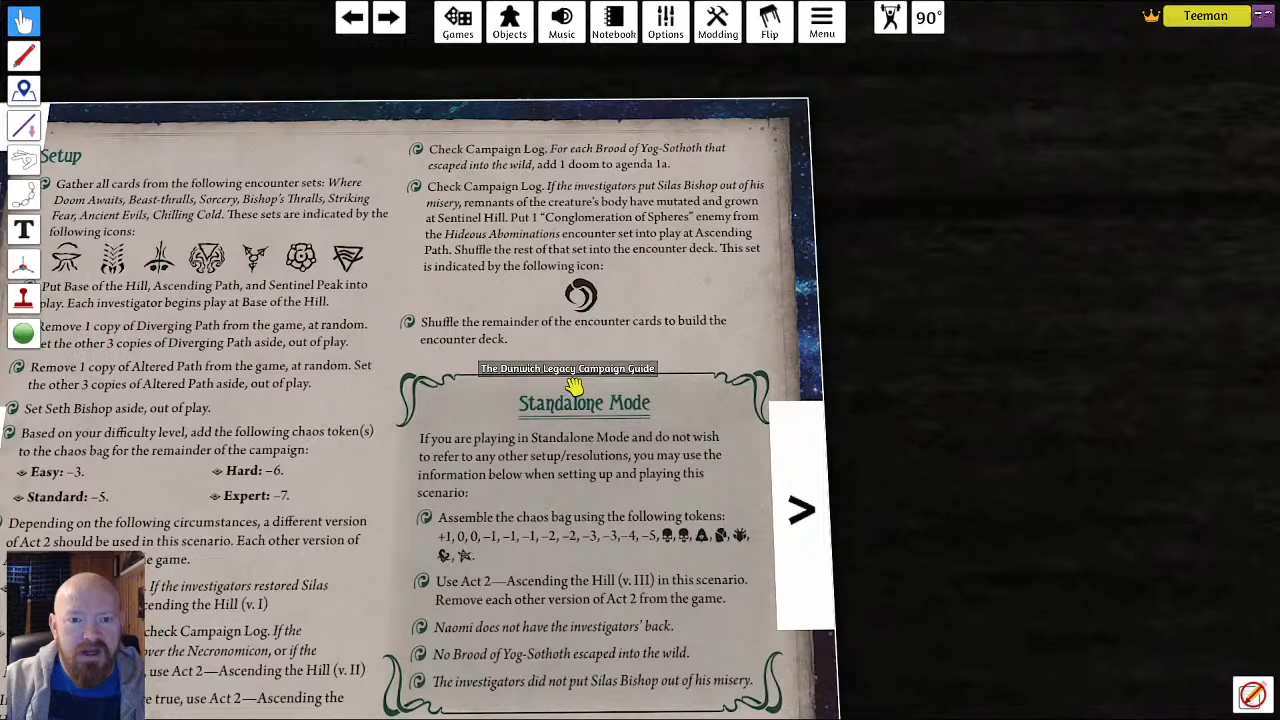 Games
Objects
Music
Notebook
Options
Modding
Flip
Menu
90°
Teeman
T
Setup
Gather all cards from the following encounter sets: Where
Doom Awaits, Beast-thralls, Sorcery, Bishop's Thralls, Striking
Fear, Ancient Evils, Chilling Cold. These sets are indicated by the
following icons:
Put Base of the Hill, Ascending Path, and Sentinel Peak into
play. Each investigator begins play at Base of the Hill.
Remove 1 copy of Diverging Path from the game, at random.
et the other 3 copies of Diverging Path aside, out of play.
Remove 1 copy of Altered Path from the game, at random. Set
the other 3 copies of Altered Path aside, out of play.
Set Seth Bishop aside, out of play.
Based on your difficulty level, add the following chaos token(s)
to the chaos bag for the remainder of the campaign:
Easy: –3. Hard: –6.
Standard: –5. Expert: –7.
Depending on the following circumstances, a different version
of Act 2 should be used in this scenario. Each other version of
e game.
If the investigators restored Silas
cending the Hill (v. I)
check Campaign Log. If the
over the Necronomicon, or if the
, use Act 2—Ascending the Hill (v. II)
re true, use Act 2—Ascending the
Check Campaign Log. For each Brood of Yog-Sothoth that
escaped into the wild, add 1 doom to agenda 1a.
Check Campaign Log. If the investigators put Silas Bishop out of his
misery, remnants of the creature's body have mutated and grown
at Sentinel Hill. Put 1 “Conglomeration of Spheres” enemy from
the Hideous Abominations encounter set into play at Ascending
Path. Shuffle the rest of that set into the encounter deck. This set
is indicated by the following icon:
Shuffle the remainder of the encounter cards to build the
encounter deck.
The Dunwich Legacy Campaign Guide
Standalone Mode
If you are playing in Standalone Mode and do not wish
to refer to any other setup/resolutions, you may use the
information below when setting up and playing this
scenario:
Assemble the chaos bag using the following tokens:
+1, 0, 0, –1, –1, –1, –2, –2, –3, –3, –4, –5,
Use Act 2—Ascending the Hill (v. III) in this scenario.
Remove each other version of Act 2 from the game.
Naomi does not have the investigators' back.
No Brood of Yog-Sothoth escaped into the wild.
The investigators did not put Silas Bishop out of his misery.
>